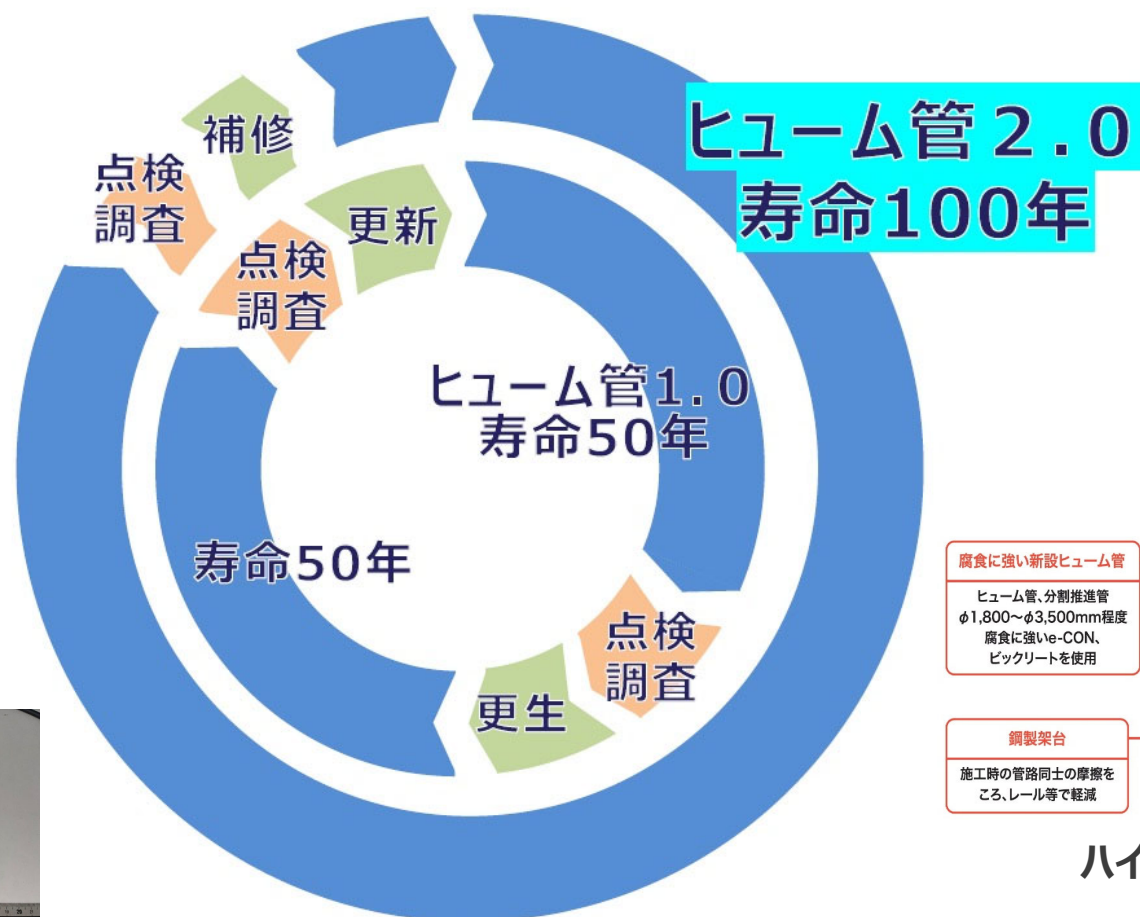 ヒューム管2.0
寿命100年
補修
点検
調査
更新
点検
調査
ヒューム管1.0
寿命50年
寿命50年
点検
調査
更生
腐食に強い新設ヒューム管
ヒューム管、分割推進管
φ1,800〜φ3,500mm程度
腐食に強いe-CON、
ビックリートを使用
鋼製架台
施工時の管路同士の摩擦を
ころ、レール等で軽減
ハイ